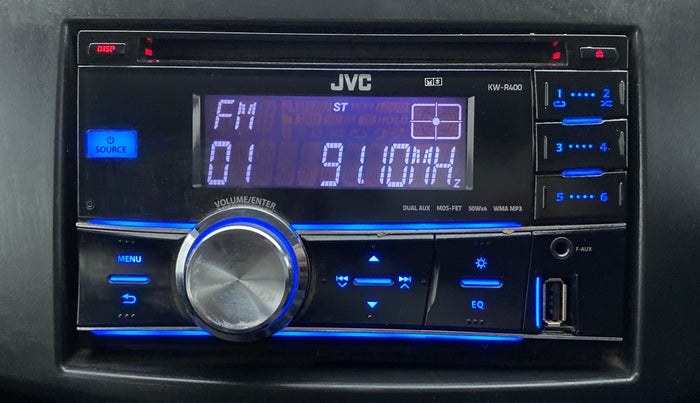 DISP
JVC
KW-R400
FM
ST
01 91.10MHz
SOURCE
1 2
3 4
5 6
DUAL AUX MOS-FET 50Wx4 WMA MP3
VOLUME/ENTER
MENU
EQ
F-AUX